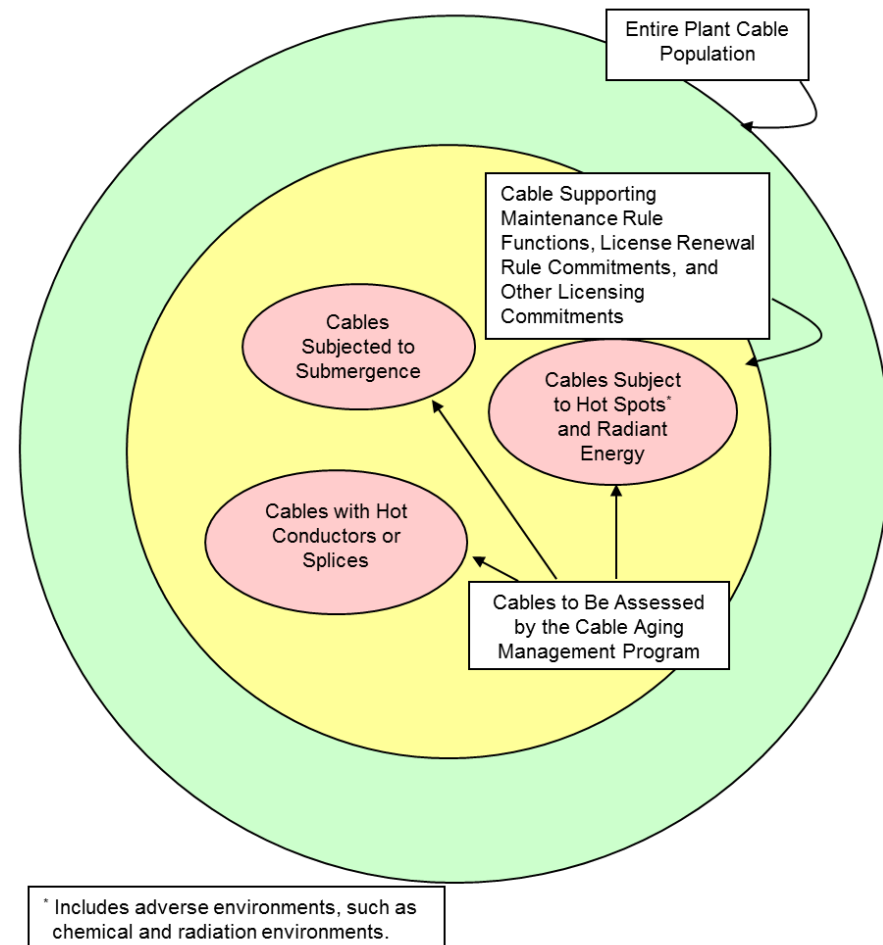 Entire Plant Cable
Population
Cable Supporting
Maintenance Rule
Functions, License Renewal
Rule Commitments, and
Other Licensing
Commitments
Cables
Subjected to
Submergence
Cables Subject
to Hot Spots*
and Radiant
Energy
Cables with Hot
Conductors or
Splices
Cables to Be Assessed
by the Cable Aging
Management Program
* Includes adverse environments, such as
chemical and radiation environments.